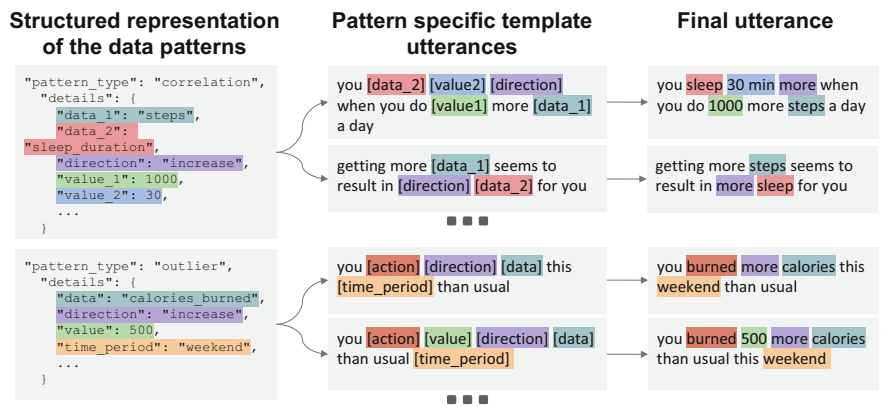 Structured representation
of the data patterns
"pattern_type": "correlation",
"details": {
"data_1": "steps",
"data_2":
"sleep_duration",
"direction": "increase",
"value_1": 1000,
"value_2": 30,
...
}
"pattern_type": "outlier",
"details": {
"data": "calories_burned",
"direction": "increase",
"value": 500,
"time_period": "weekend",
...
}
Pattern specific template
utterances
you [data_2] [value2] [direction]
when you do [value1] more [data_1]
a day
getting more [data_1] seems to
result in [direction] [data_2] for you
you [action] [direction] [data] this
[time_period] than usual
you [action] [value] [direction] [data]
than usual [time_period]
Final utterance
you sleep 30 min more when
you do 1000 more steps a day
getting more steps seems to
result in more sleep for you
you burned more calories this
weekend than usual
you burned 500 more calories
than usual this weekend